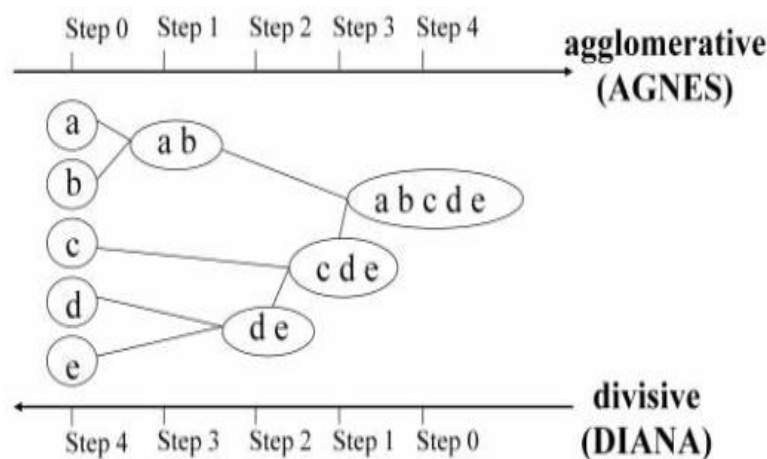 Step 0 Step 1 Step 2 Step 3 Step 4
agglomerative
(AGNES)
a
a b
b
a b c d e
c
c d e
d
d e
e
divisive
(DIANA)
Step 4 Step 3 Step 2 Step 1 Step 0